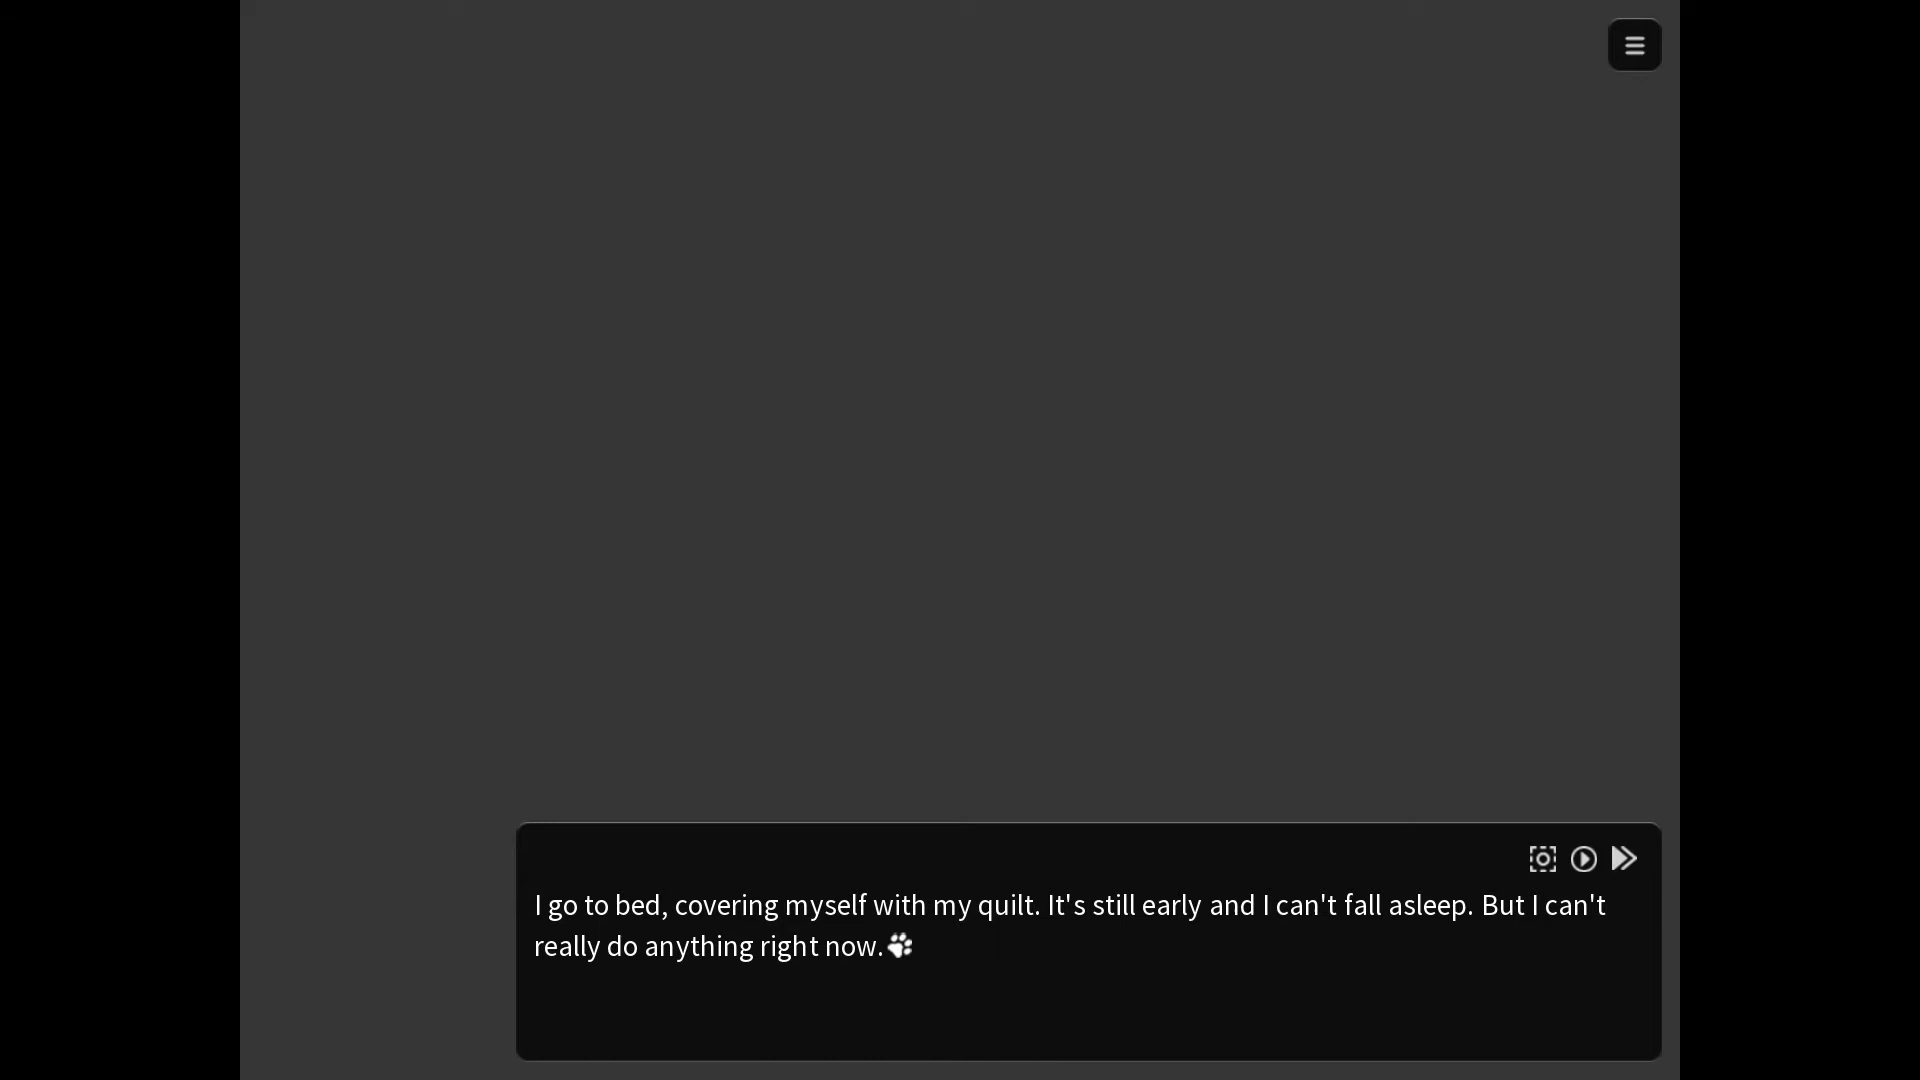 I go to bed, covering myself with my quilt. It's still early and I can't fall asleep. But I can't
really do anything right now.